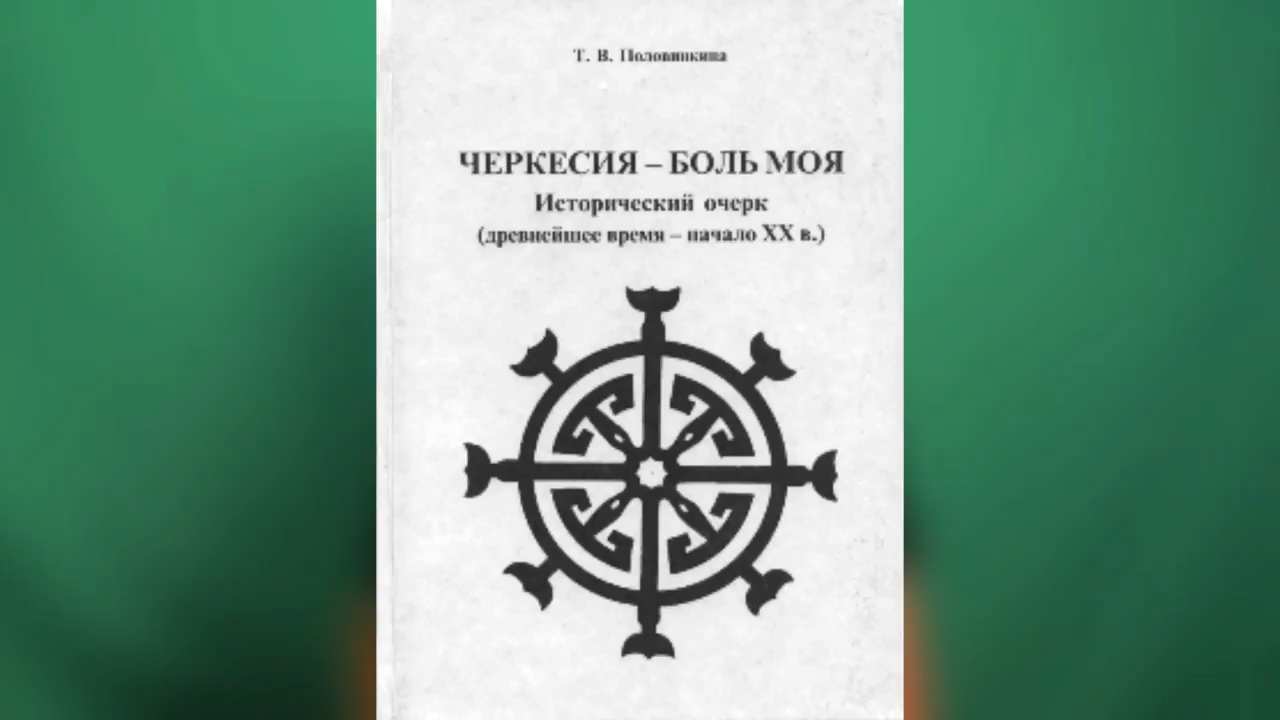 Т. В. Половинкина
ЧЕРКЕСИЯ – БОЛЬ МОЯ
Исторический очерк
(древнейшее время – начало XX в.)